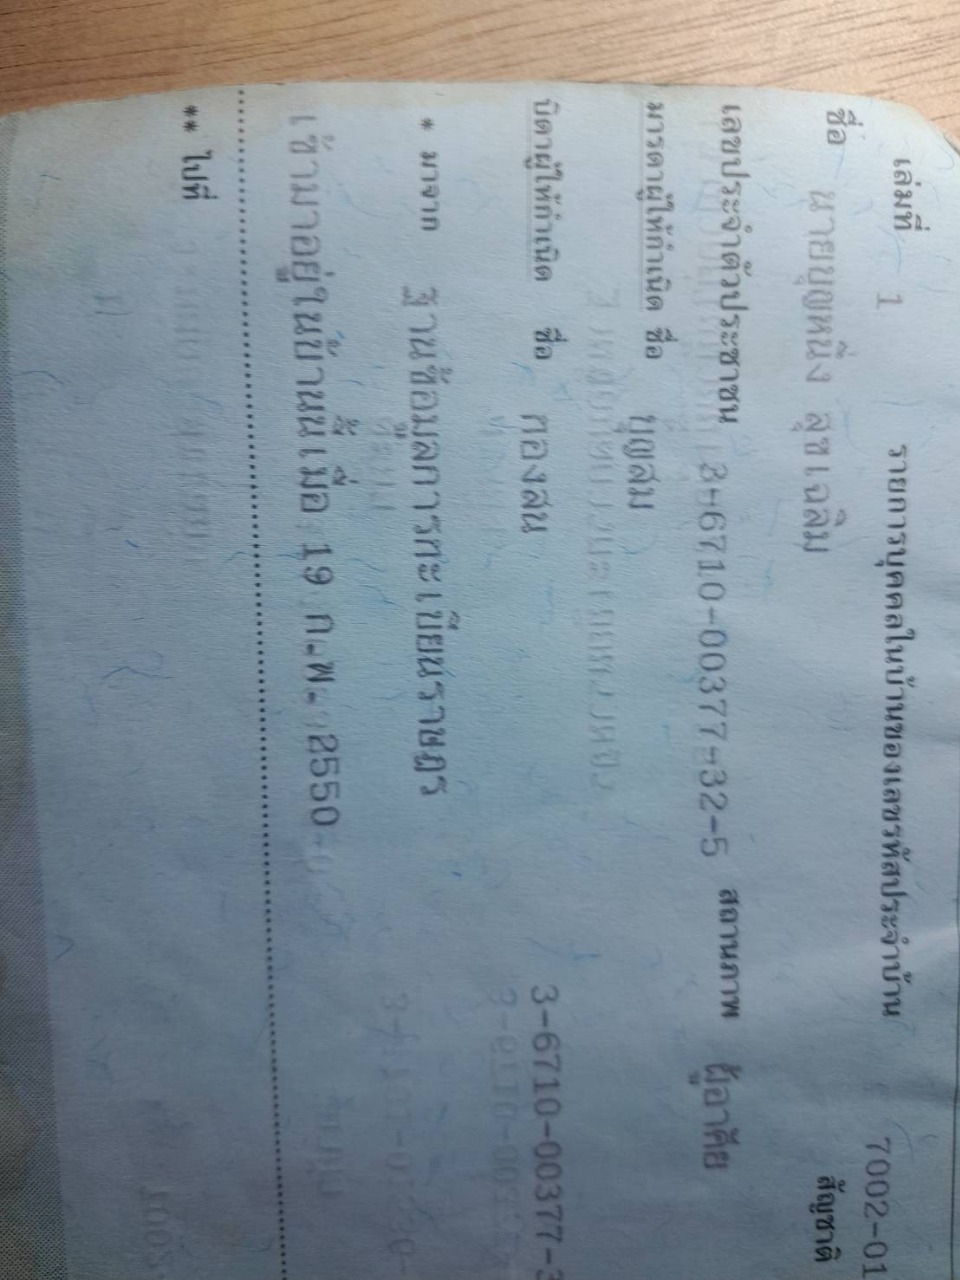 เล่มที่ 1 รายการบุคคลในบ้านของเลขรหัสประจำบ้าน 7002-01
ชื่อ นายบุญหนั่ง สุขเฉลิม สัญชาติ
เลขประจำตัวประชาชน 3-6710-00377-32-5 สถานภาพ ผู้อาศัย
มารดาผู้ให้กำเนิด ชื่อ บุญสม
บิดาผู้ให้กำเนิด ชื่อ ทองสน 3-6710-00377-3
* มาจาก ฐานข้อมูลการทะเบียนราษฎร
เข้ามาอยู่ในบ้านนี้เมื่อ 19 ก.พ. 2550
** ไปที่